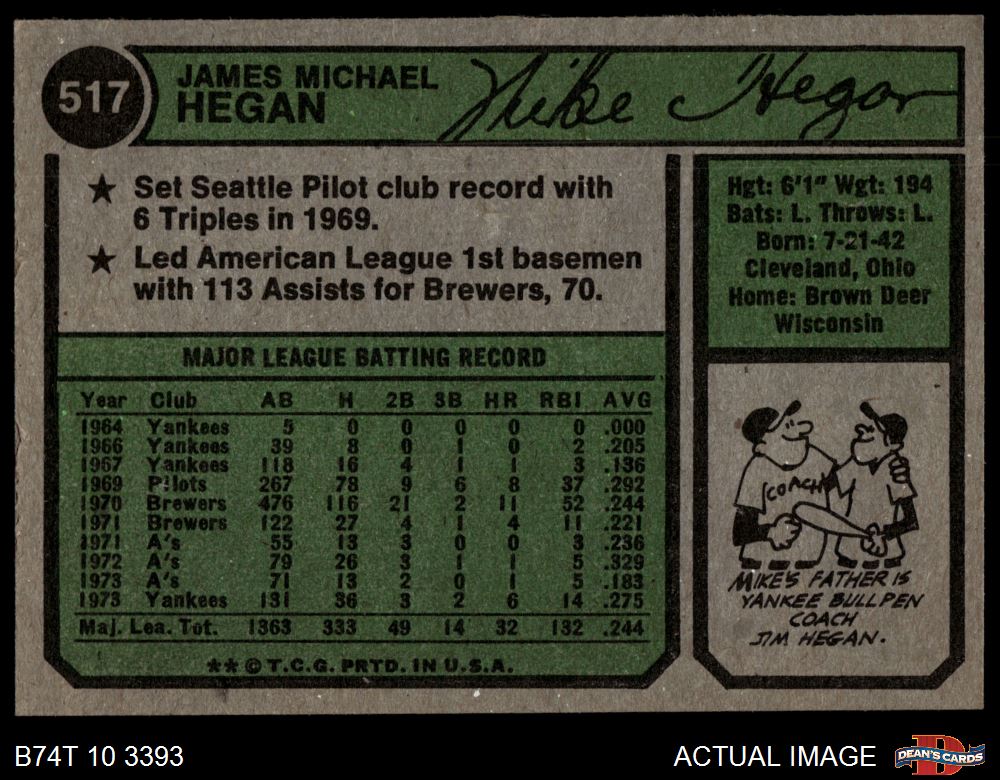 517
JAMES MICHAEL
HEGAN
Mike Hegan
★ Set Seattle Pilot club record with
6 Triples in 1969.
★ Led American League 1st basemen
with 113 Assists for Brewers, 70.
Hgt: 6'1" Wgt: 194
Bats: L. Throws: L.
Born: 7-21-42
Cleveland, Ohio
Home: Brown Deer
Wisconsin
MAJOR LEAGUE BATTING RECORD
Year Club AB H 2B 3B HR RBI AVG
1964 Yankees 5 0 0 0 0 0 .000
1966 Yankees 39 8 0 1 0 2 .205
1967 Yankees 118 16 4 1 1 3 .136
1969 Pilots 267 78 9 6 8 37 .292
1970 Brewers 476 116 21 2 11 52 .244
1971 Brewers 122 27 4 1 4 11 .221
1971 A's 55 13 3 0 0 3 .236
1972 A's 79 26 3 1 1 5 .329
1973 A's 71 13 2 0 1 5 .183
1973 Yankees 131 36 3 2 6 14 .275
Maj. Lea. Tot. 1363 333 49 14 32 132 .244
**©T.C.G. PRTD. IN U.S.A.
COACH
MIKE'S FATHER IS
YANKEE BULLPEN
COACH
JIM HEGAN.
B74T 10 3393
ACTUAL IMAGE
D
DEAN'S CARDS